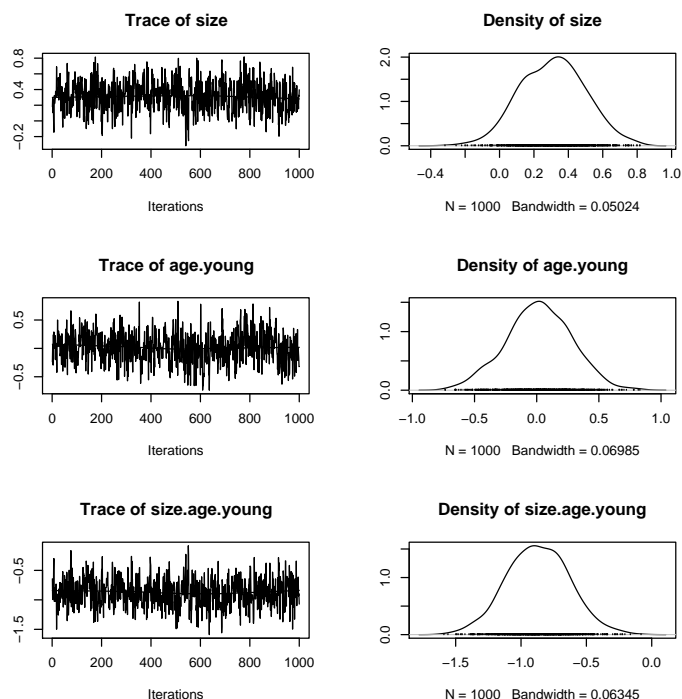 Trace of size
0.8
0.4
−0.2
0 200 400 600 800 1000
Iterations
Density of size
2.0
1.0
0.0
−0.4 0.0 0.2 0.4 0.6 0.8 1.0
N = 1000 Bandwidth = 0.05024
Trace of age.young
0.5
−0.5
0 200 400 600 800 1000
Iterations
Density of age.young
1.0
0.0
−1.0 −0.5 0.0 0.5 1.0
N = 1000 Bandwidth = 0.06985
Trace of size.age.young
−0.5
−1.5
0 200 400 600 800 1000
Iterations
Density of size.age.young
1.0
0.0
−1.5 −1.0 −0.5 0.0
N = 1000 Bandwidth = 0.06345